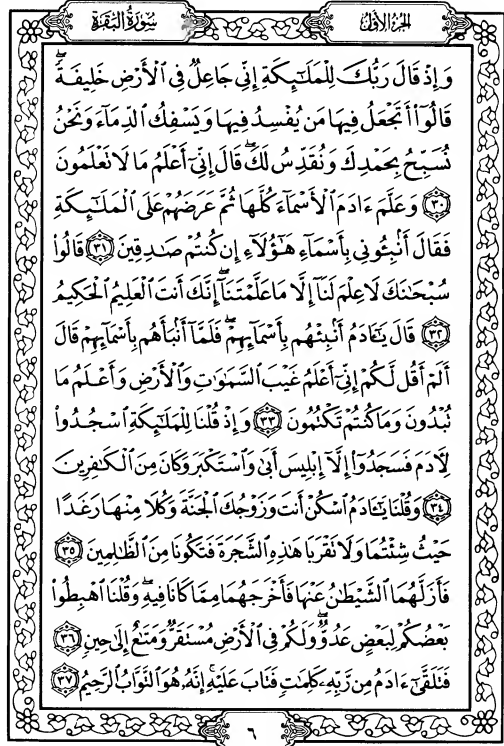 الجزء الأول
سورة البقرة
وَإِذْ قَالَ رَبُّكَ لِلْمَلَٰٓئِكَةِ إِنِّي جَاعِلٌ فِي ٱلْأَرْضِ خَلِيفَةً ۖ
قَالُوٓا۟ أَتَجْعَلُ فِيهَا مَن يُفْسِدُ فِيهَا وَيَسْفِكُ ٱلدِّمَآءَ وَنَحْنُ
نُسَبِّحُ بِحَمْدِكَ وَنُقَدِّسُ لَكَ ۖ قَالَ إِنِّيٓ أَعْلَمُ مَا لَا تَعْلَمُونَ
٣٠ وَعَلَّمَ ءَادَمَ ٱلْأَسْمَآءَ كُلَّهَا ثُمَّ عَرَضَهُمْ عَلَى ٱلْمَلَٰٓئِكَةِ
فَقَالَ أَنۢبِـُٔونِي بِأَسْمَآءِ هَٰٓؤُلَآءِ إِن كُنتُمْ صَٰدِقِينَ ٣١ قَالُوا۟
سُبْحَٰنَكَ لَا عِلْمَ لَنَآ إِلَّا مَا عَلَّمْتَنَآ ۖ إِنَّكَ أَنتَ ٱلْعَلِيمُ ٱلْحَكِيمُ
٣٢ قَالَ يَٰٓـَٔادَمُ أَنۢبِئْهُم بِأَسْمَآئِهِمْ ۖ فَلَمَّآ أَنۢبَأَهُم بِأَسْمَآئِهِمْ قَالَ
أَلَمْ أَقُل لَّكُمْ إِنِّيٓ أَعْلَمُ غَيْبَ ٱلسَّمَٰوَٰتِ وَٱلْأَرْضِ وَأَعْلَمُ مَا
تُبْدُونَ وَمَا كُنتُمْ تَكْتُمُونَ ٣٣ وَإِذْ قُلْنَا لِلْمَلَٰٓئِكَةِ ٱسْجُدُوا۟
لِـَٔادَمَ فَسَجَدُوٓا۟ إِلَّآ إِبْلِيسَ أَبَىٰ وَٱسْتَكْبَرَ وَكَانَ مِنَ ٱلْكَٰفِرِينَ
٣٤ وَقُلْنَا يَٰٓـَٔادَمُ ٱسْكُنْ أَنتَ وَزَوْجُكَ ٱلْجَنَّةَ وَكُلَا مِنْهَا رَغَدًا
حَيْثُ شِئْتُمَا وَلَا تَقْرَبَا هَٰذِهِ ٱلشَّجَرَةَ فَتَكُونَا مِنَ ٱلظَّٰلِمِينَ ٣٥
فَأَزَلَّهُمَا ٱلشَّيْطَٰنُ عَنْهَا فَأَخْرَجَهُمَا مِمَّا كَانَا فِيهِ ۖ وَقُلْنَا ٱهْبِطُوا۟
بَعْضُكُمْ لِبَعْضٍ عَدُوٌّ ۖ وَلَكُمْ فِي ٱلْأَرْضِ مُسْتَقَرٌّ وَمَتَٰعٌ إِلَىٰ حِينٍ ٣٦
فَتَلَقَّىٰٓ ءَادَمُ مِن رَّبِّهِۦ كَلِمَٰتٍ فَتَابَ عَلَيْهِ ۚ إِنَّهُۥ هُوَ ٱلتَّوَّابُ ٱلرَّحِيمُ ٣٧
٦